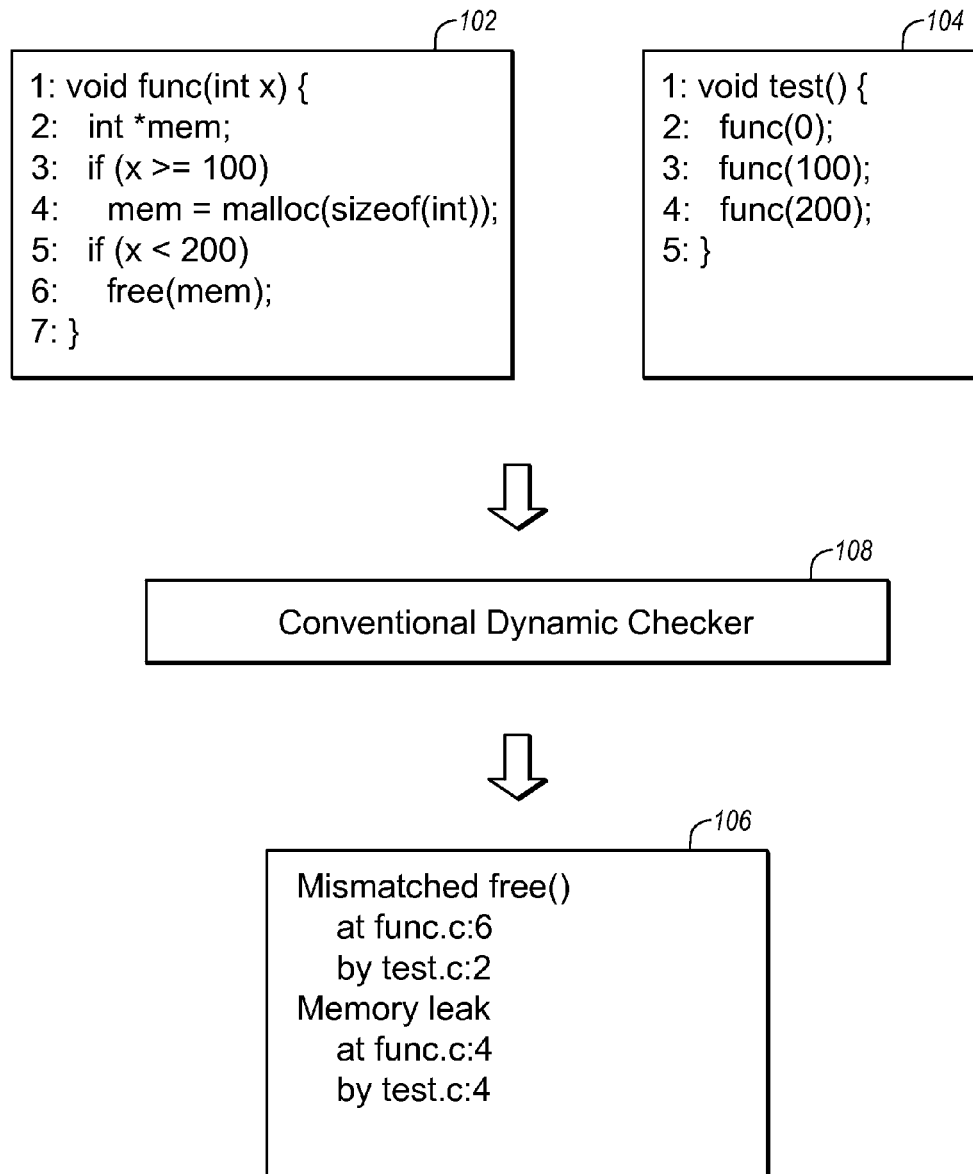 102
1: void func(int x) {
2: int *mem;
3: if (x >= 100)
4: mem = malloc(sizeof(int));
5: if (x < 200)
6: free(mem);
7: }
104
1: void test() {
2: func(0);
3: func(100);
4: func(200);
5: }
108
Conventional Dynamic Checker
106
Mismatched free()
at func.c:6
by test.c:2
Memory leak
at func.c:4
by test.c:4